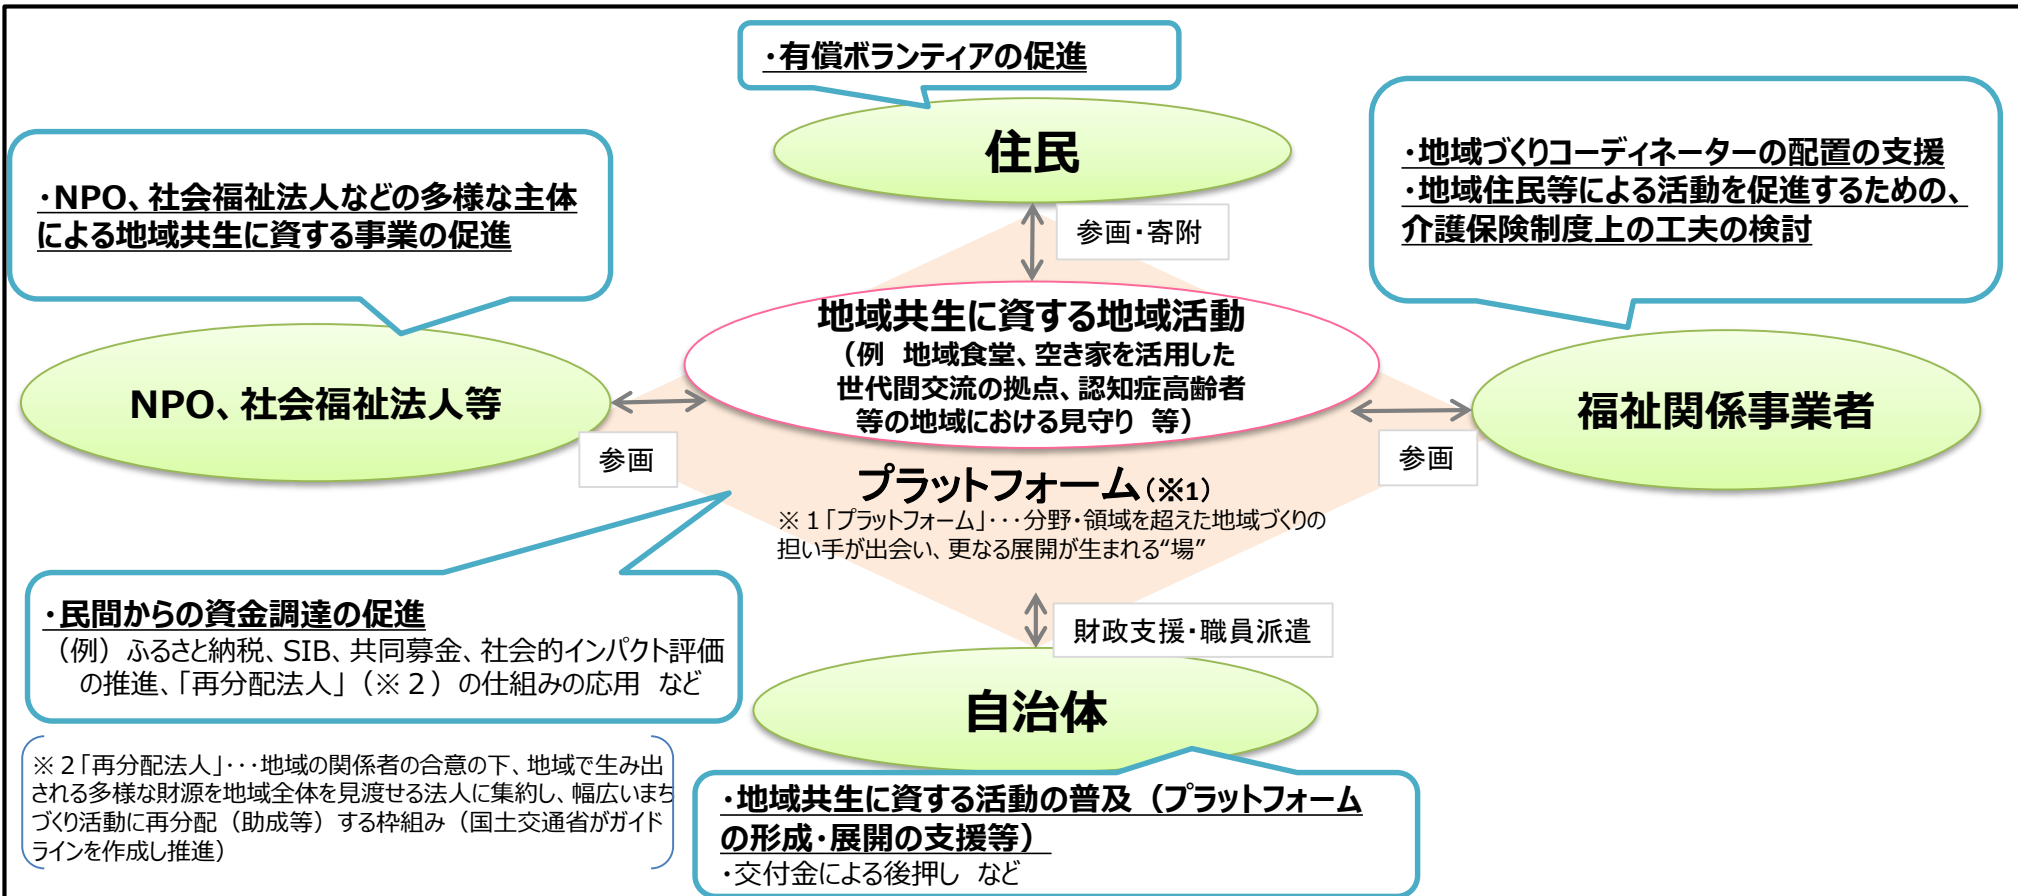 ・有償ボランティアの促進
住民
・NPO、社会福祉法人などの多様な主体
による地域共生に資する事業の促進
・地域づくりコーディネーターの配置の支援
・地域住民等による活動を促進するための、
介護保険制度上の工夫の検討
参画・寄附
地域共生に資する地域活動
（例　地域食堂、空き家を活用した
世代間交流の拠点、認知症高齢者
等の地域における見守り　等）
NPO、社会福祉法人等
福祉関係事業者
参画
参画
プラットフォーム（※1）
※１「プラットフォーム」・・・分野・領域を超えた地域づくりの
担い手が出会い、更なる展開が生まれる“場”
・民間からの資金調達の促進
（例）ふるさと納税、SIB、共同募金、社会的インパクト評価
の推進、「再分配法人」（※２）の仕組みの応用　など
財政支援・職員派遣
自治体
※２「再分配法人」・・・地域の関係者の合意の下、地域で生み出
される多様な財源を地域全体を見渡せる法人に集約し、幅広いまち
づくり活動に再分配（助成等）する枠組み（国土交通省がガイド
ラインを作成し推進）
・地域共生に資する活動の普及（プラットフォーム
の形成・展開の支援等）
・交付金による後押し　など